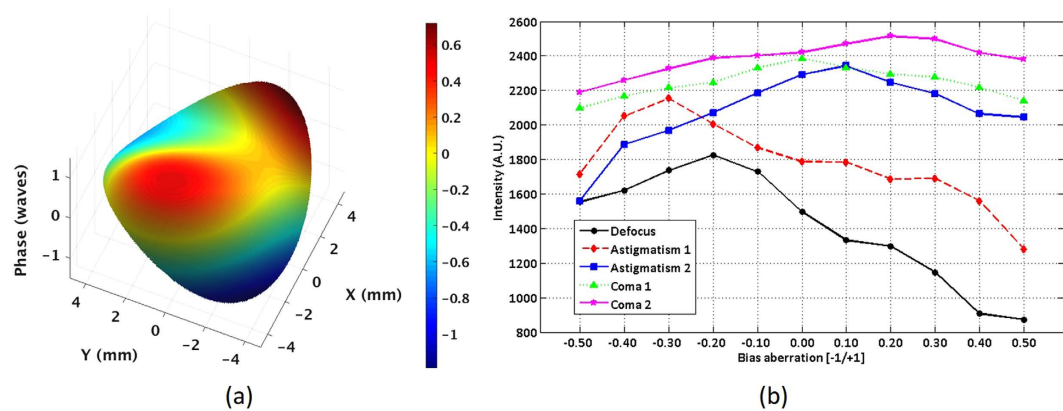 (a)
Phase (waves)
1
0
−1
4
2
0
−2
−4
Y (mm)
4
2
0
−2
−4
X (mm)
0.6
0.4
0.2
0
−0.2
−0.4
−0.6
−0.8
−1
(b)
2600
2400
2200
2000
1800
1600
1400
1200
1000
800
Intensity (A.U.)
Defocus
Astigmatism 1
Astigmatism 2
Coma 1
Coma 2
-0.50 -0.40 -0.30 -0.20 -0.10 0.00 0.10 0.20 0.30 0.40 0.50
Bias aberration [-1/+1]
(a)
(b)